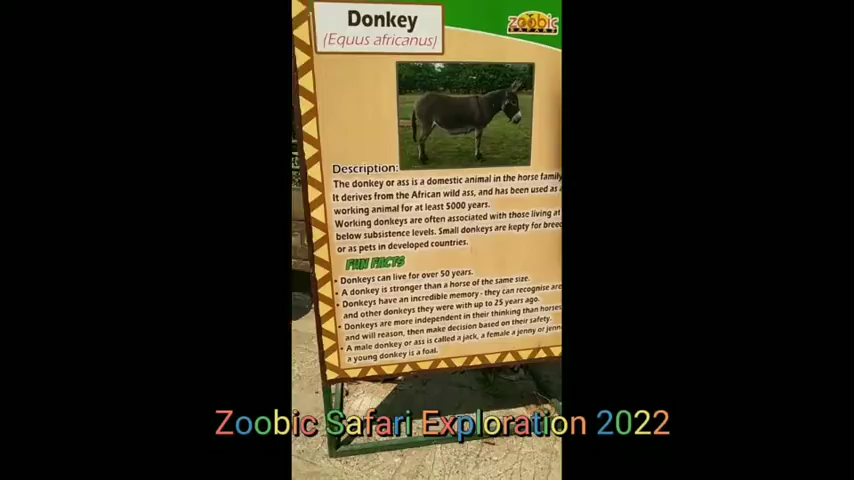 Donkey
(Equus africanus)
Zoobic
SAFARI
Description:
The donkey or ass is a domestic animal in the horse family
It derives from the African wild ass, and has been used as a
working animal for at least 5000 years.
Working donkeys are often associated with those living at
below subsistence levels. Small donkeys are kepty for bree
or as pets in developed countries.
FUN FACTS
• Donkeys can live for over 50 years.
• A donkey is stronger than a horse of the same size.
• Donkeys have an incredible memory - they can recognise are
and other donkeys they were with up to 25 years ago.
• Donkeys are more independent in their thinking than horses
and will reason, then make decision based on their safety.
• A male donkey or ass is called a jack, a female a jenny or jenn
a young donkey is a foal.
Zoobic Safari Exploration 2022